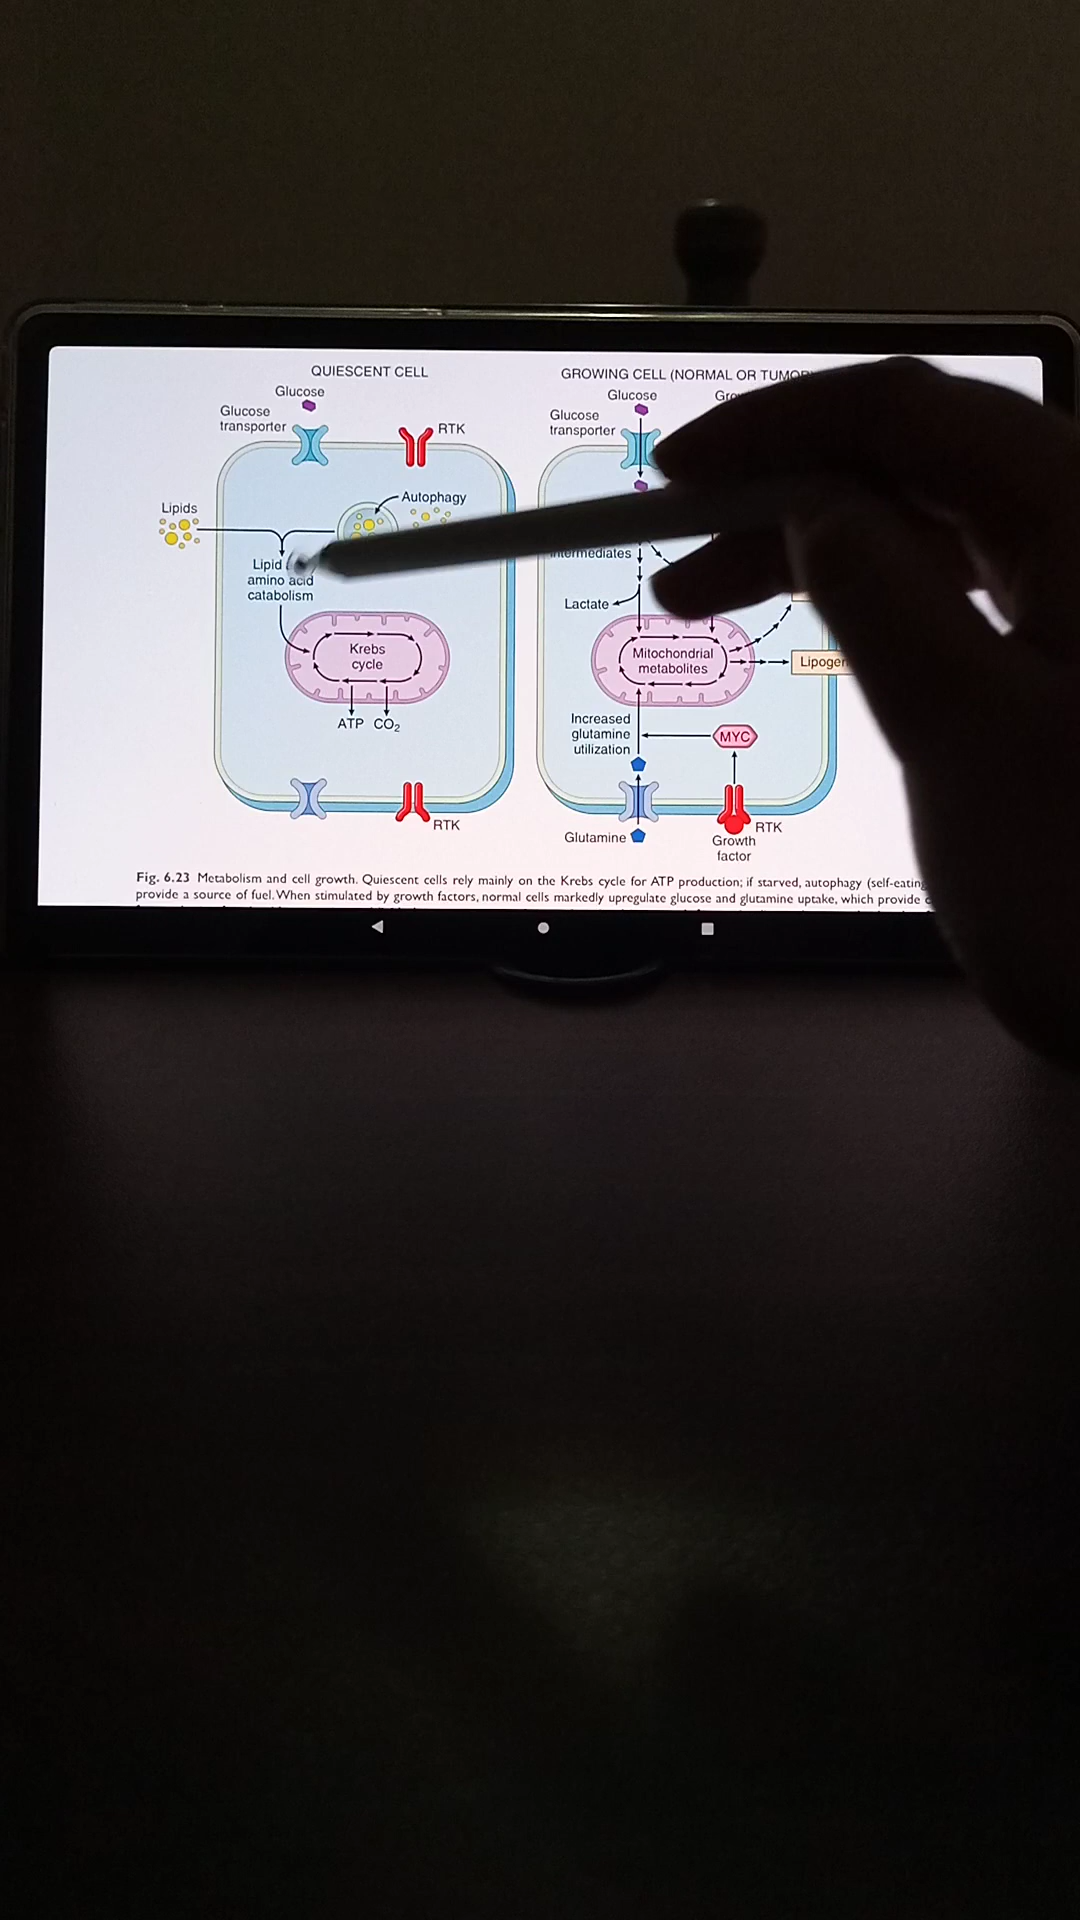 QUIESCENT CELL
Glucose
Glucose
transporter
RTK
Lipids
Autophagy
Lipid
amino acid
catabolism
Krebs
cycle
ATP CO₂
RTK
GROWING CELL (NORMAL OR
Glucose
Glucose
transporter
intermediates
Lactate
Mitochondrial
metabolites
Increased
glutamine
utilization
MYC
Glutamine
RTK
Growth
factor
Fig. 6.23 Metabolism and cell growth. Quiescent cells rely mainly on the Krebs cycle for ATP production; if starved, autophagy (self-eating
provide a source of fuel. When stimulated by growth factors, normal cells markedly upregulate glucose and glutamine uptake, which provide